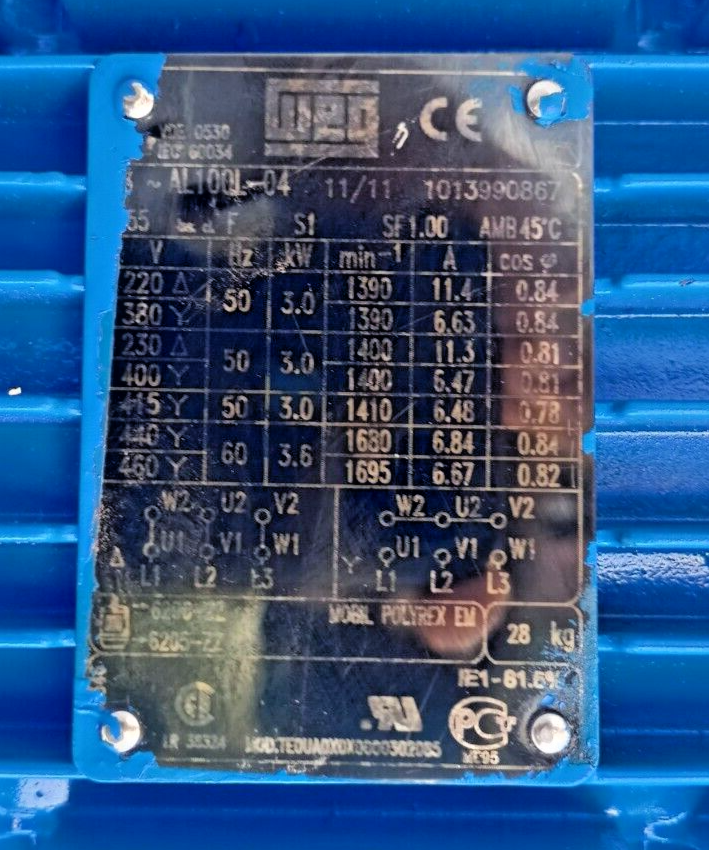 WEG CE
VDE 0530
IEC 60034
~ AL100L-04 11/11 1013990867
55 F S1 SF1.00 AMB 45°C
V Hz kW min⁻¹ A cos φ
220 Δ 50 3.0 1390 11.4 0.84
380 Y 1390 6.63 0.84
230 Δ 50 3.0 1400 11.3 0.81
400 Y 1400 6.47 0.81
415 Y 50 3.0 1410 6.48 0.78
440 Y 60 3.6 1680 6.84 0.84
460 Y 1695 6.67 0.82
W2 U2 V2 W2 U2 V2
U1 V1 W1 U1 V1 W1
Δ L1 L2 L3 Y L1 L2 L3
MOBIL POLYREX EM 28 kg
6205-ZZ
IE1-81.5%
LR 38324 PCT
ME95